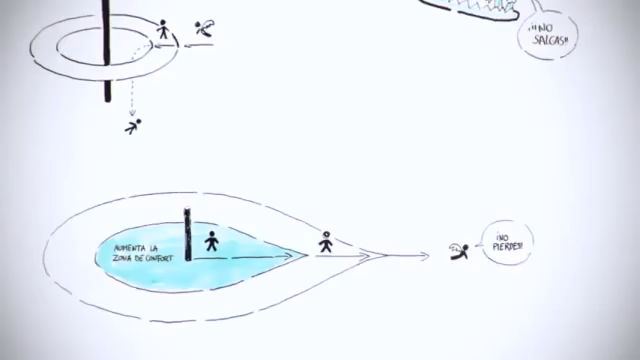 ¡¡NO
SALGAS!!
AUMENTA LA
ZONA DE CONFORT
¡NO
PIERDES!!